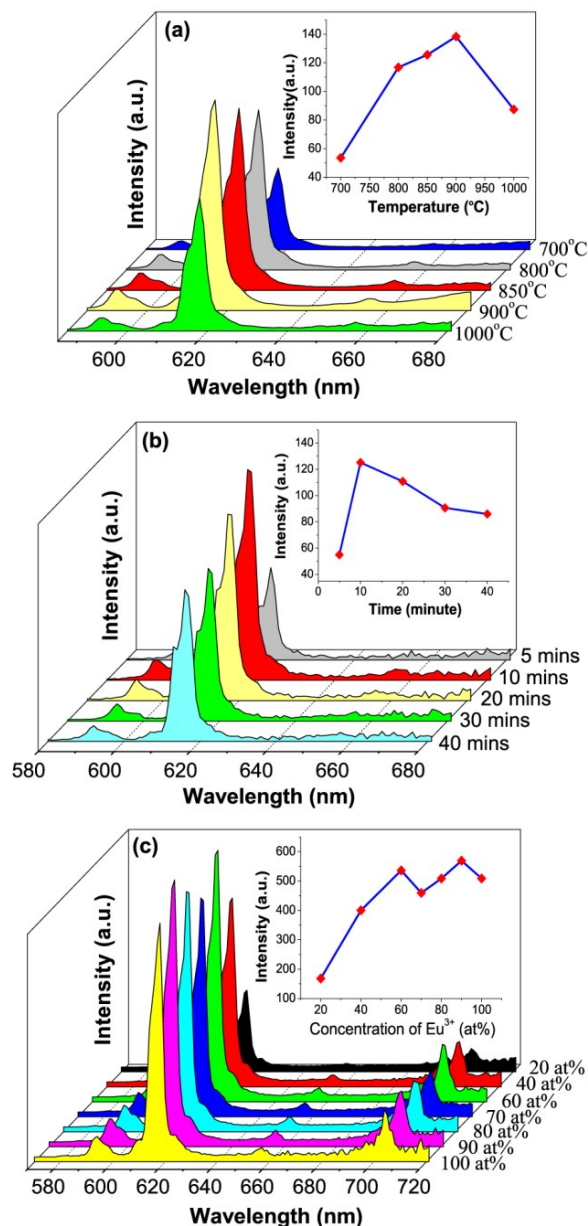 (a)
Intensity (a.u.)
Intensity(a.u.)
140
120
100
80
60
40
700 750 800 850 900 950 1000
Temperature (°C)
700°C
800°C
850°C
900°C
1000°C
600 620 640 660 680
Wavelength (nm)
(b)
Intensity (a.u.)
Intensity (a.u.)
140
120
100
80
60
40
0 10 20 30 40
Time (minute)
5 mins
10 mins
20 mins
30 mins
40 mins
580 600 620 640 660 680
Wavelength (nm)
(c)
Intensity (a.u.)
Intensity (a.u.)
600
500
400
300
200
100
20 40 60 80 100
Concentration of Eu³⁺ (at%)
20 at%
40 at%
60 at%
70 at%
80 at%
90 at%
100 at%
580 600 620 640 660 680 700 720
Wavelength (nm)